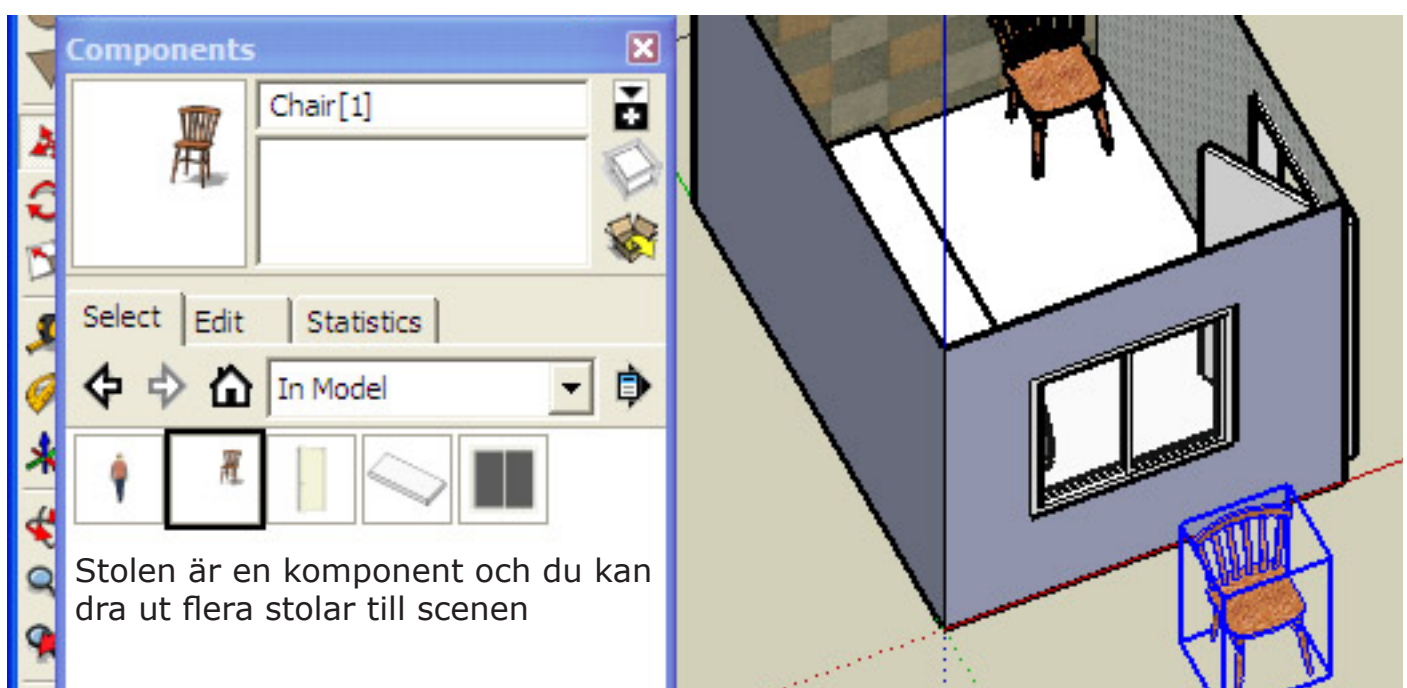 Components
Chair[1]
Select Edit Statistics
In Model
Stolen är en komponent och du kan
dra ut flera stolar till scenen